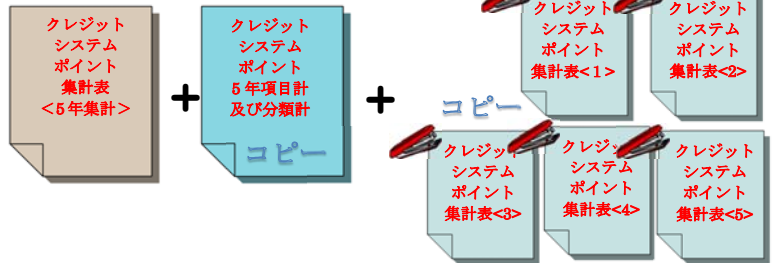 クレジット
システム
ポイント
集計表
＜５年集計＞
+
クレジット
システム
ポイント
５年項目計
及び分類計
コピー
+
コピー
クレジット
システム
ポイント
集計表<１>
クレジット
システム
ポイント
集計表<2>
クレジット
システム
ポイント
集計表<3>
クレジット
システム
ポイント
集計表<4>
クレジット
システム
ポイント
集計表<5>